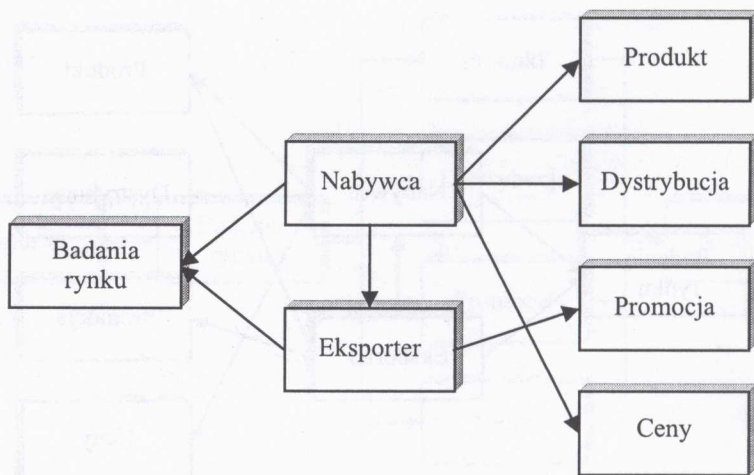 Produkt
Nabywca
Dystrybucja
Badania
rynku
Promocja
Eksporter
Ceny